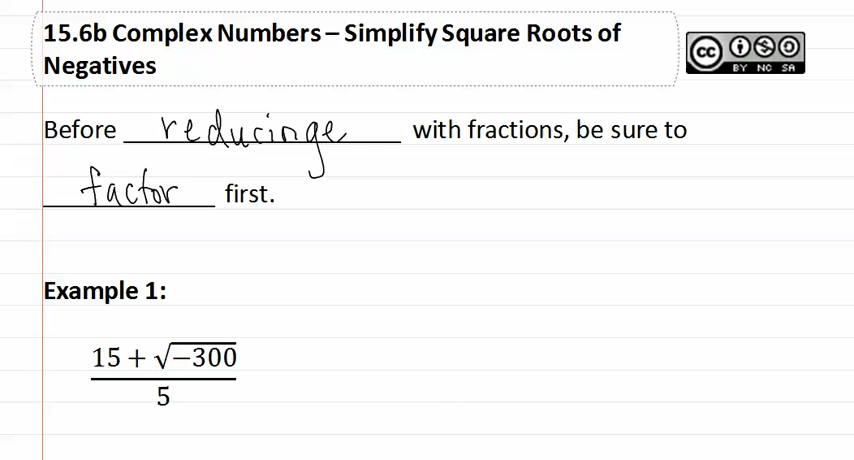 15.6b Complex Numbers – Simplify Square Roots of
Negatives
cc BY NC SA
Before reducinge with fractions, be sure to
factor first.
Example 1:
15 + √−300
5